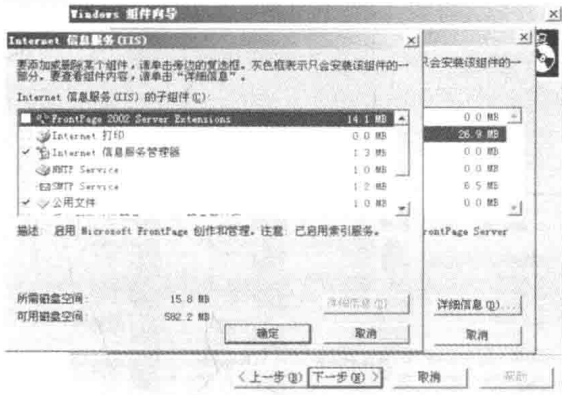 Windows 组件向导
Internet 信息服务(IIS)
要添加或删除某个组件，请单击旁边的复选框。灰色框表示只会安装该组件的一
部分。要查看组件内容，请单击“详细信息”。
Internet 信息服务(IIS) 的子组件(C):
FrontPage 2002 Server Extensions 14.1 MB
Internet 打印 0.0 MB
Internet 信息服务管理器 1.3 MB
NNTP Service 1.0 MB
SMTP Service 1.2 MB
公用文件 1.0 MB
描述: 启用 Microsoft FrontPage 创作和管理。注意: 已启用索引服务。
所需磁盘空间: 15.8 MB
可用磁盘空间: 582.2 MB
详细信息(D)...
确定
取消
只会安装该组件的一
0.0 MB
26.9 MB
0.0 MB
0.0 MB
6.5 MB
0.0 MB
rontPage Server
详细信息(D)...
取消
< 上一步(B)
下一步(N) >
取消
帮助